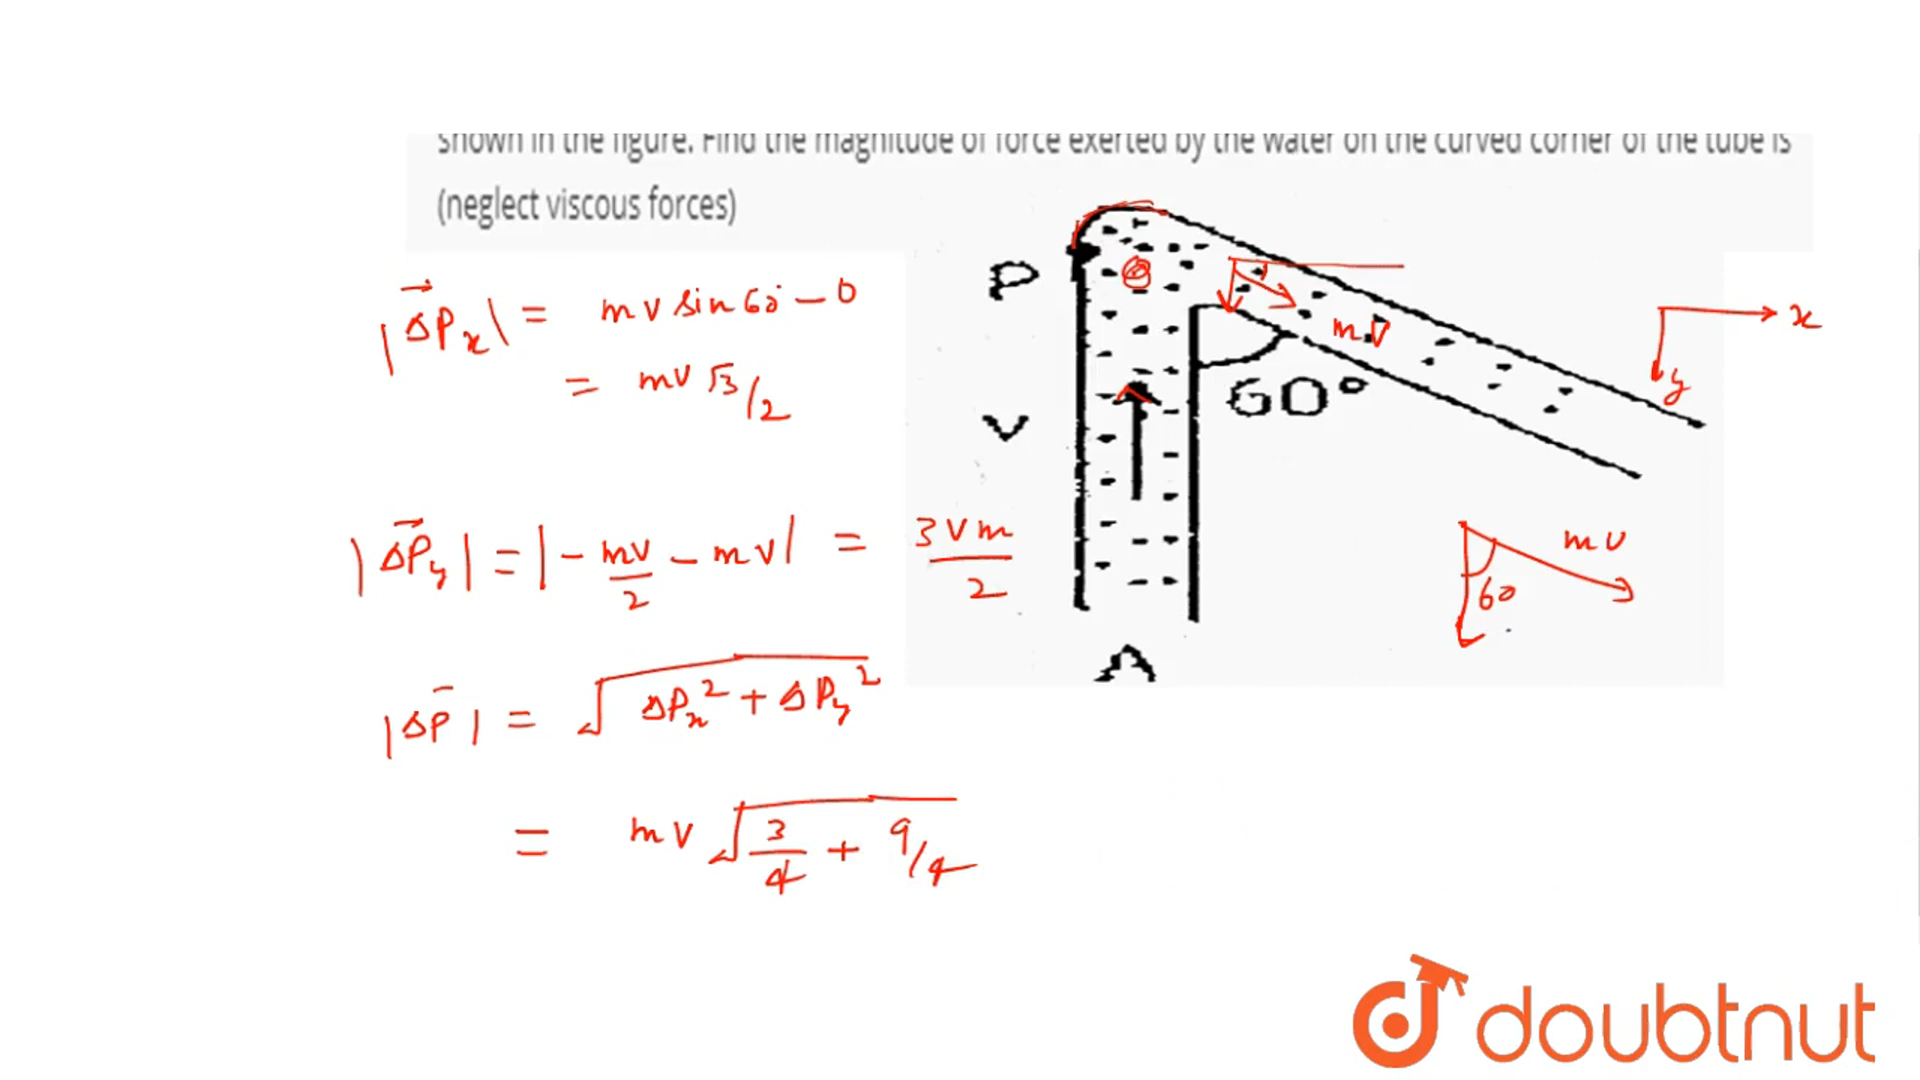 shown in the figure. Find the magnitude of force exerted by the water on the curved corner of the tube is
(neglect viscous forces)
P
V
60°
A
mv
x
y
|ΔPₓ| = mv sin 60° − 0
= mv √3/2
|ΔP_y| = |− mv/2 − mv| = 3vm/2
mv
60
|ΔP| = √(ΔPₓ² + ΔP_y²)
= mv √(3/4 + 9/4)
doubtnut